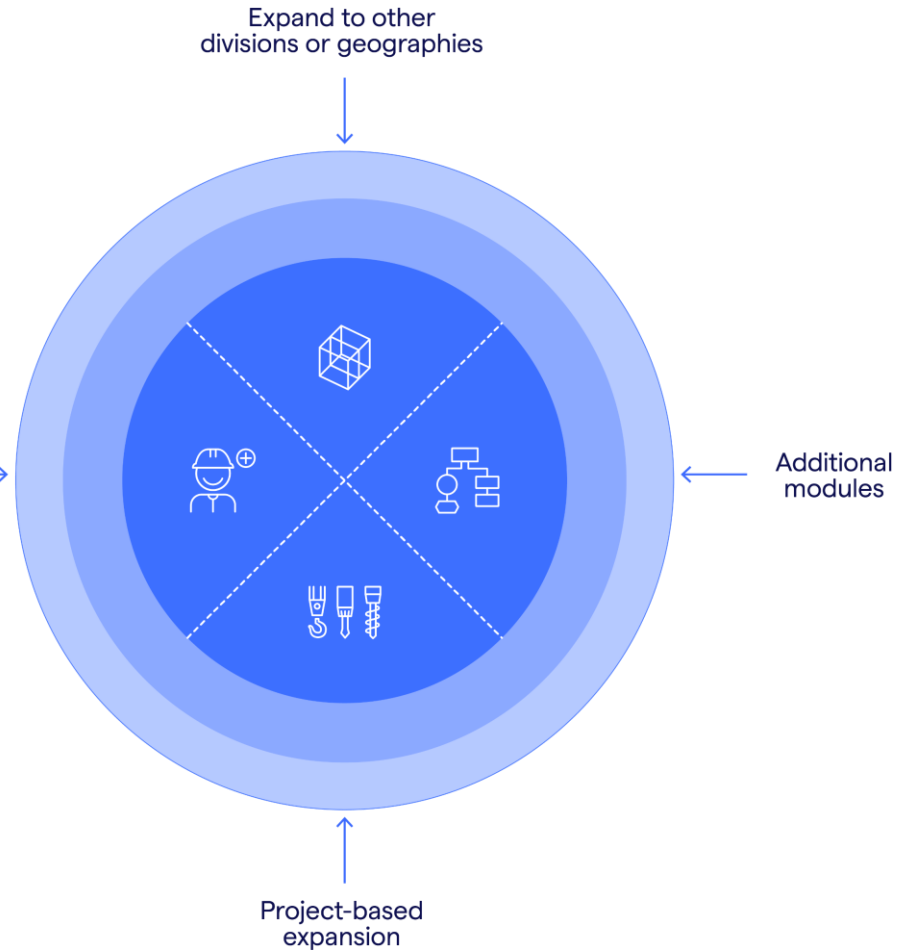 Expand to other
divisions or geographies
Additional
modules
Project-based
expansion